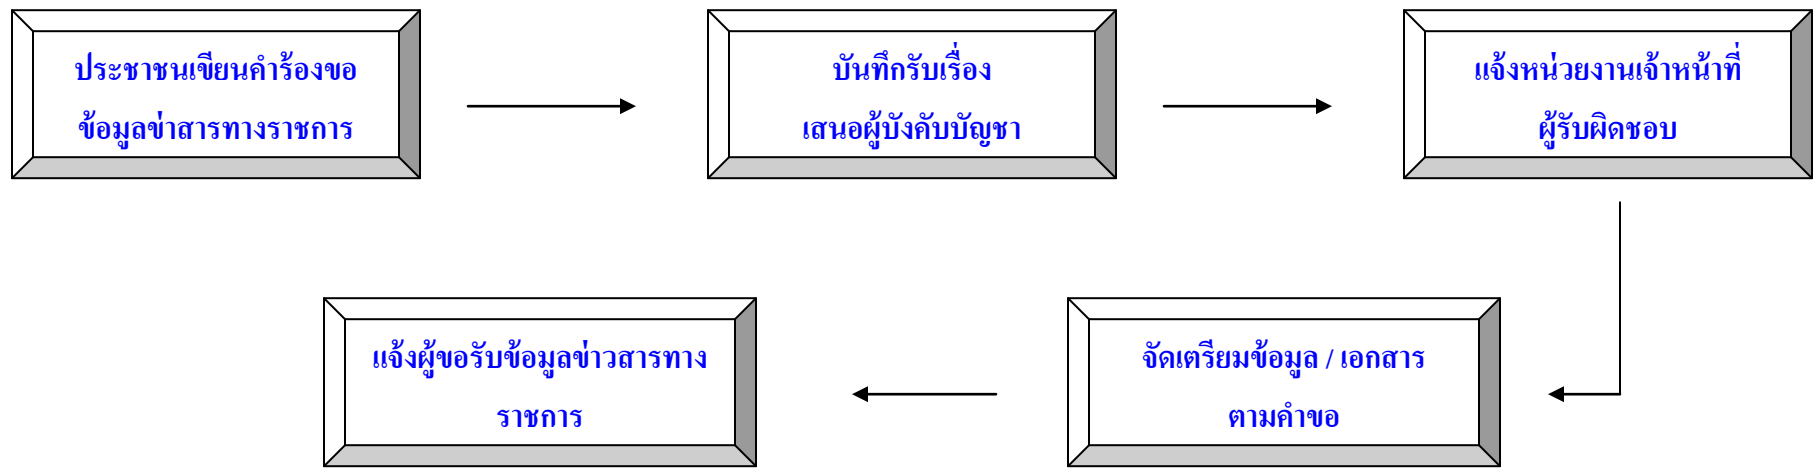 ประชาชนเขียนคำร้องขอ
ข้อมูลข่าสารทางราชการ
บันทึกรับเรื่อง
เสนอผู้บังคับบัญชา
แจ้งหน่วยงานเจ้าหน้าที่
ผู้รับผิดชอบ
จัดเตรียมข้อมูล / เอกสาร
ตามคำขอ
แจ้งผู้ขอรับข้อมูลข่าวสารทาง
ราชการ